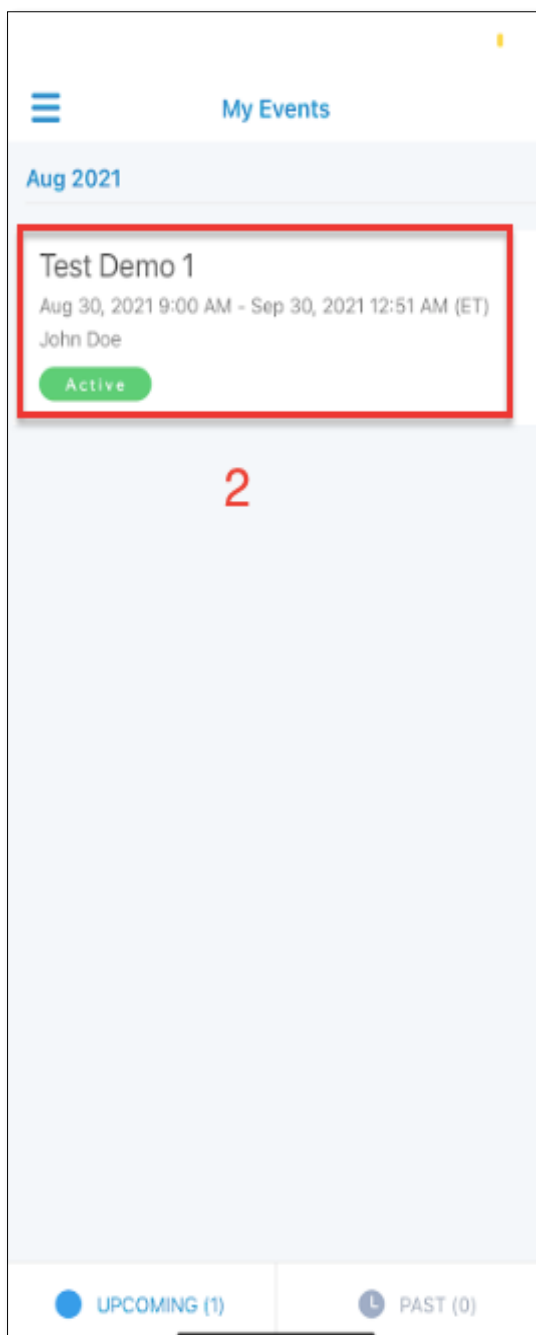 My Events
Aug 2021
Test Demo 1
Aug 30, 2021 9:00 AM - Sep 30, 2021 12:51 AM (ET)
John Doe
Active
2
UPCOMING (1)
PAST (0)